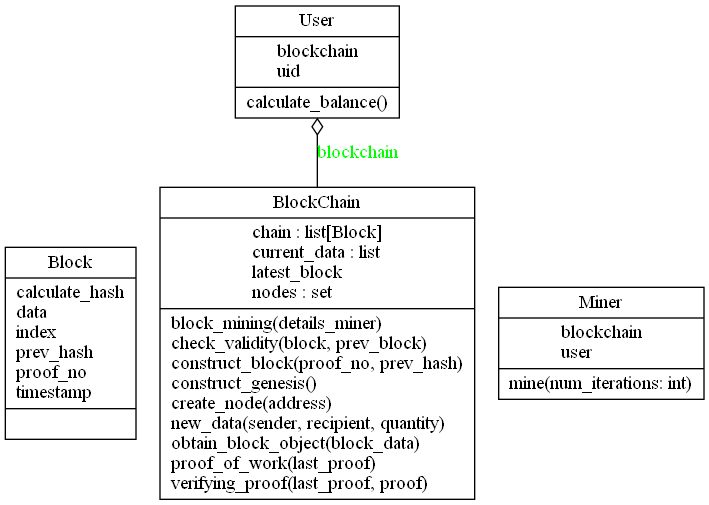 User
blockchain
uid
calculate_balance()
blockchain
BlockChain
chain : list[Block]
current_data : list
latest_block
nodes : set
block_mining(details_miner)
check_validity(block, prev_block)
construct_block(proof_no, prev_hash)
construct_genesis()
create_node(address)
new_data(sender, recipient, quantity)
obtain_block_object(block_data)
proof_of_work(last_proof)
verifying_proof(last_proof, proof)
Block
calculate_hash
data
index
prev_hash
proof_no
timestamp
Miner
blockchain
user
mine(num_iterations: int)